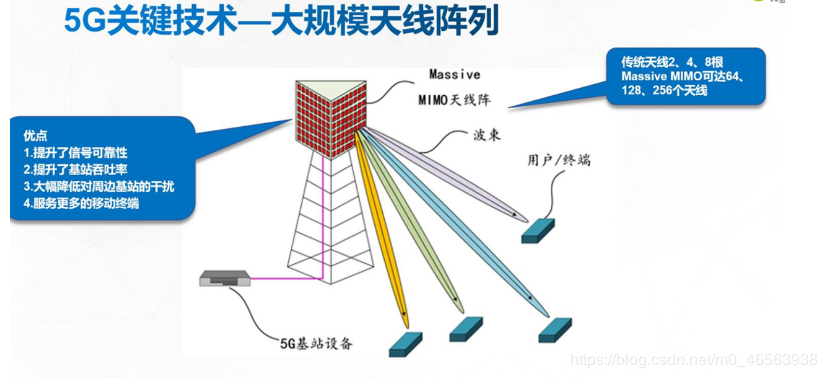 5G关键技术—大规模天线阵列
传统天线2、4、8根
Massive MIMO可达64、
128、256个天线
Massive
MIMO天线阵
波束
用户/终端
优点
1.提升了信号可靠性
2.提升了基站吞吐率
3.大幅降低对周边基站的干扰
4.服务更多的移动终端
5G基站设备
https://blog.csdn.net/m0_46563938